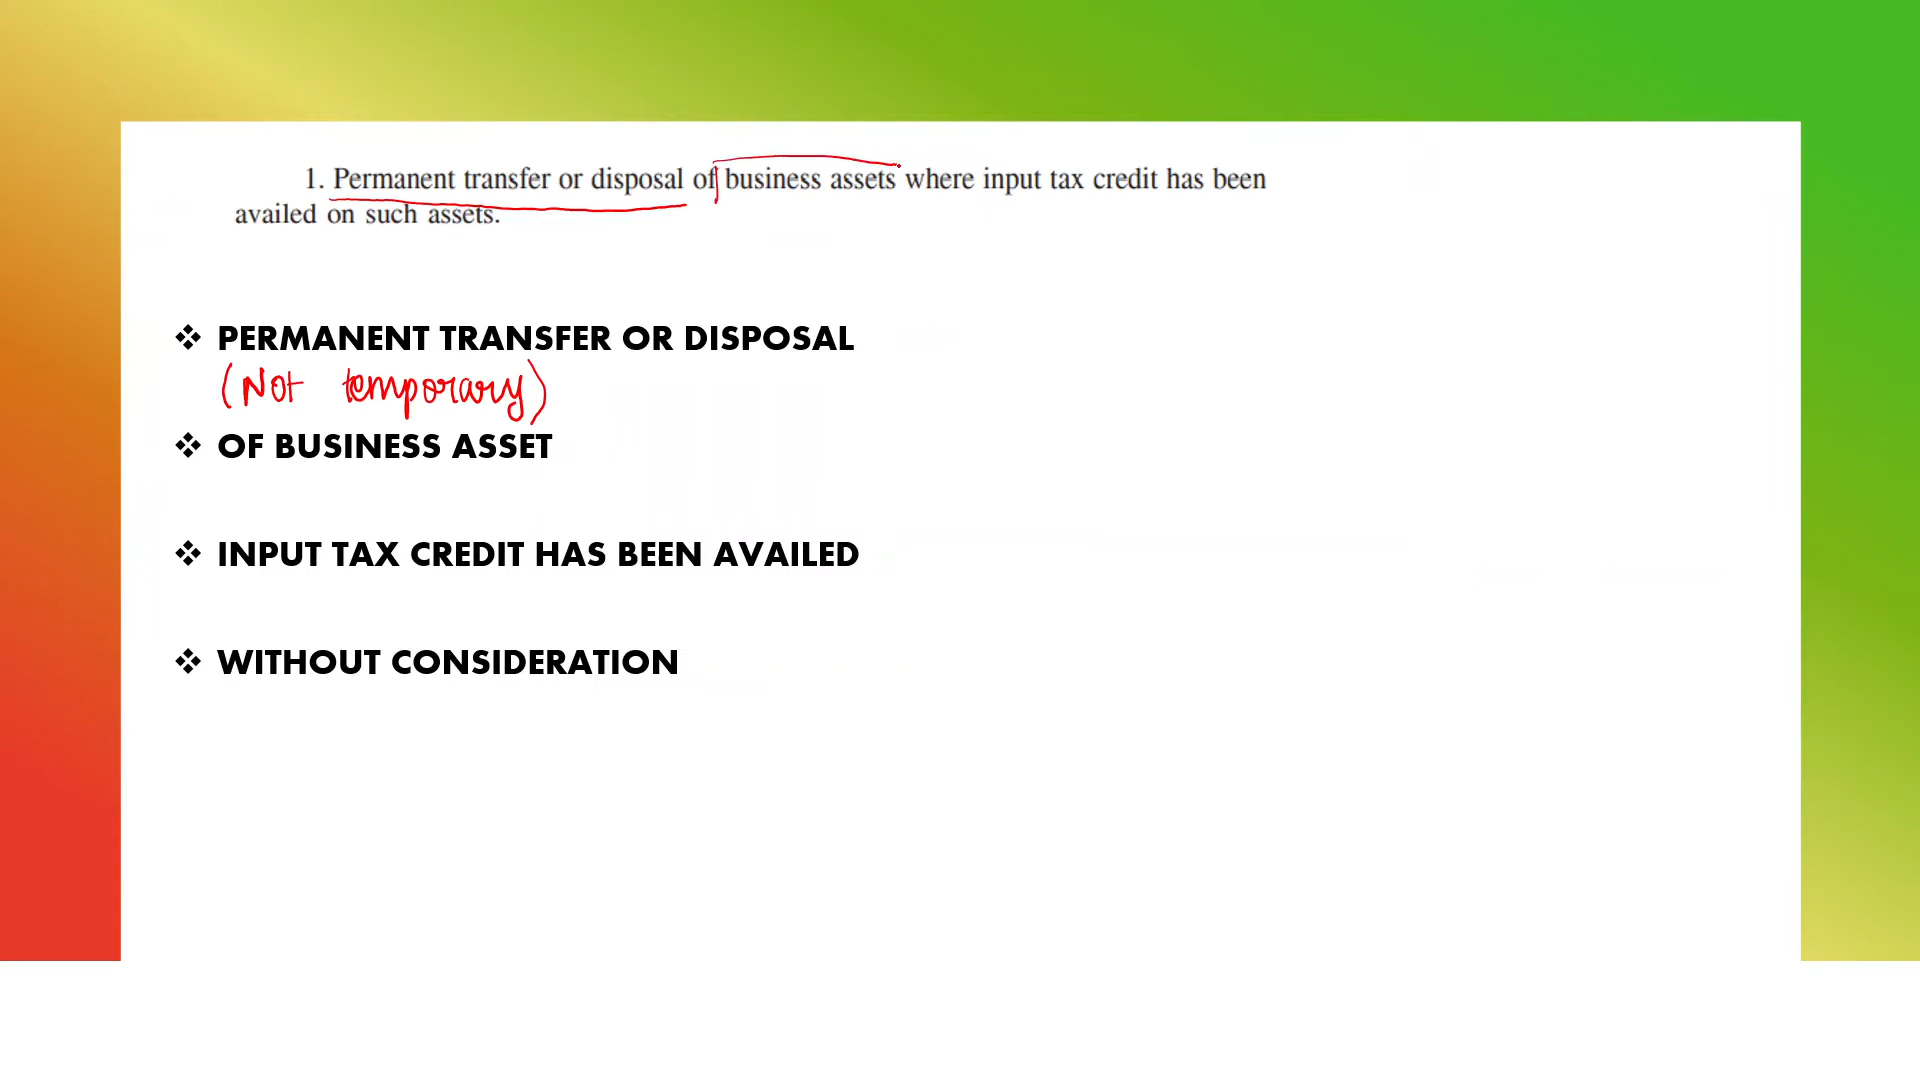 1. Permanent transfer or disposal of business assets where input tax credit has been
availed on such assets.
❖ PERMANENT TRANSFER OR DISPOSAL
(Not temporary)
❖ OF BUSINESS ASSET
❖ INPUT TAX CREDIT HAS BEEN AVAILED
❖ WITHOUT CONSIDERATION